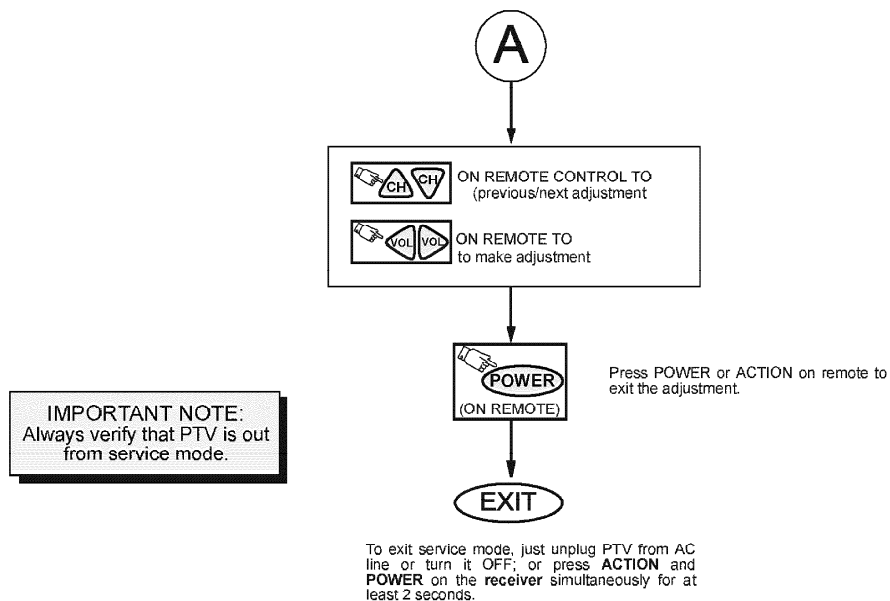 A
CH CH ON REMOTE CONTROL TO
(previous/next adjustment
VOL VOL ON REMOTE TO
to make adjustment
POWER
(ON REMOTE)
Press POWER or ACTION on remote to
exit the adjustment.
IMPORTANT NOTE:
Always verify that PTV is out
from service mode.
EXIT
To exit service mode, just unplug PTV from AC
line or turn it OFF; or press ACTION and
POWER on the receiver simultaneously for at
least 2 seconds.